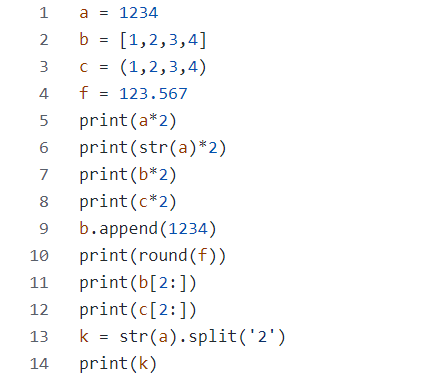 1 a = 1234
2 b = [1,2,3,4]
3 c = (1,2,3,4)
4 f = 123.567
5 print(a*2)
6 print(str(a)*2)
7 print(b*2)
8 print(c*2)
9 b.append(1234)
10 print(round(f))
11 print(b[2:])
12 print(c[2:])
13 k = str(a).split('2')
14 print(k)